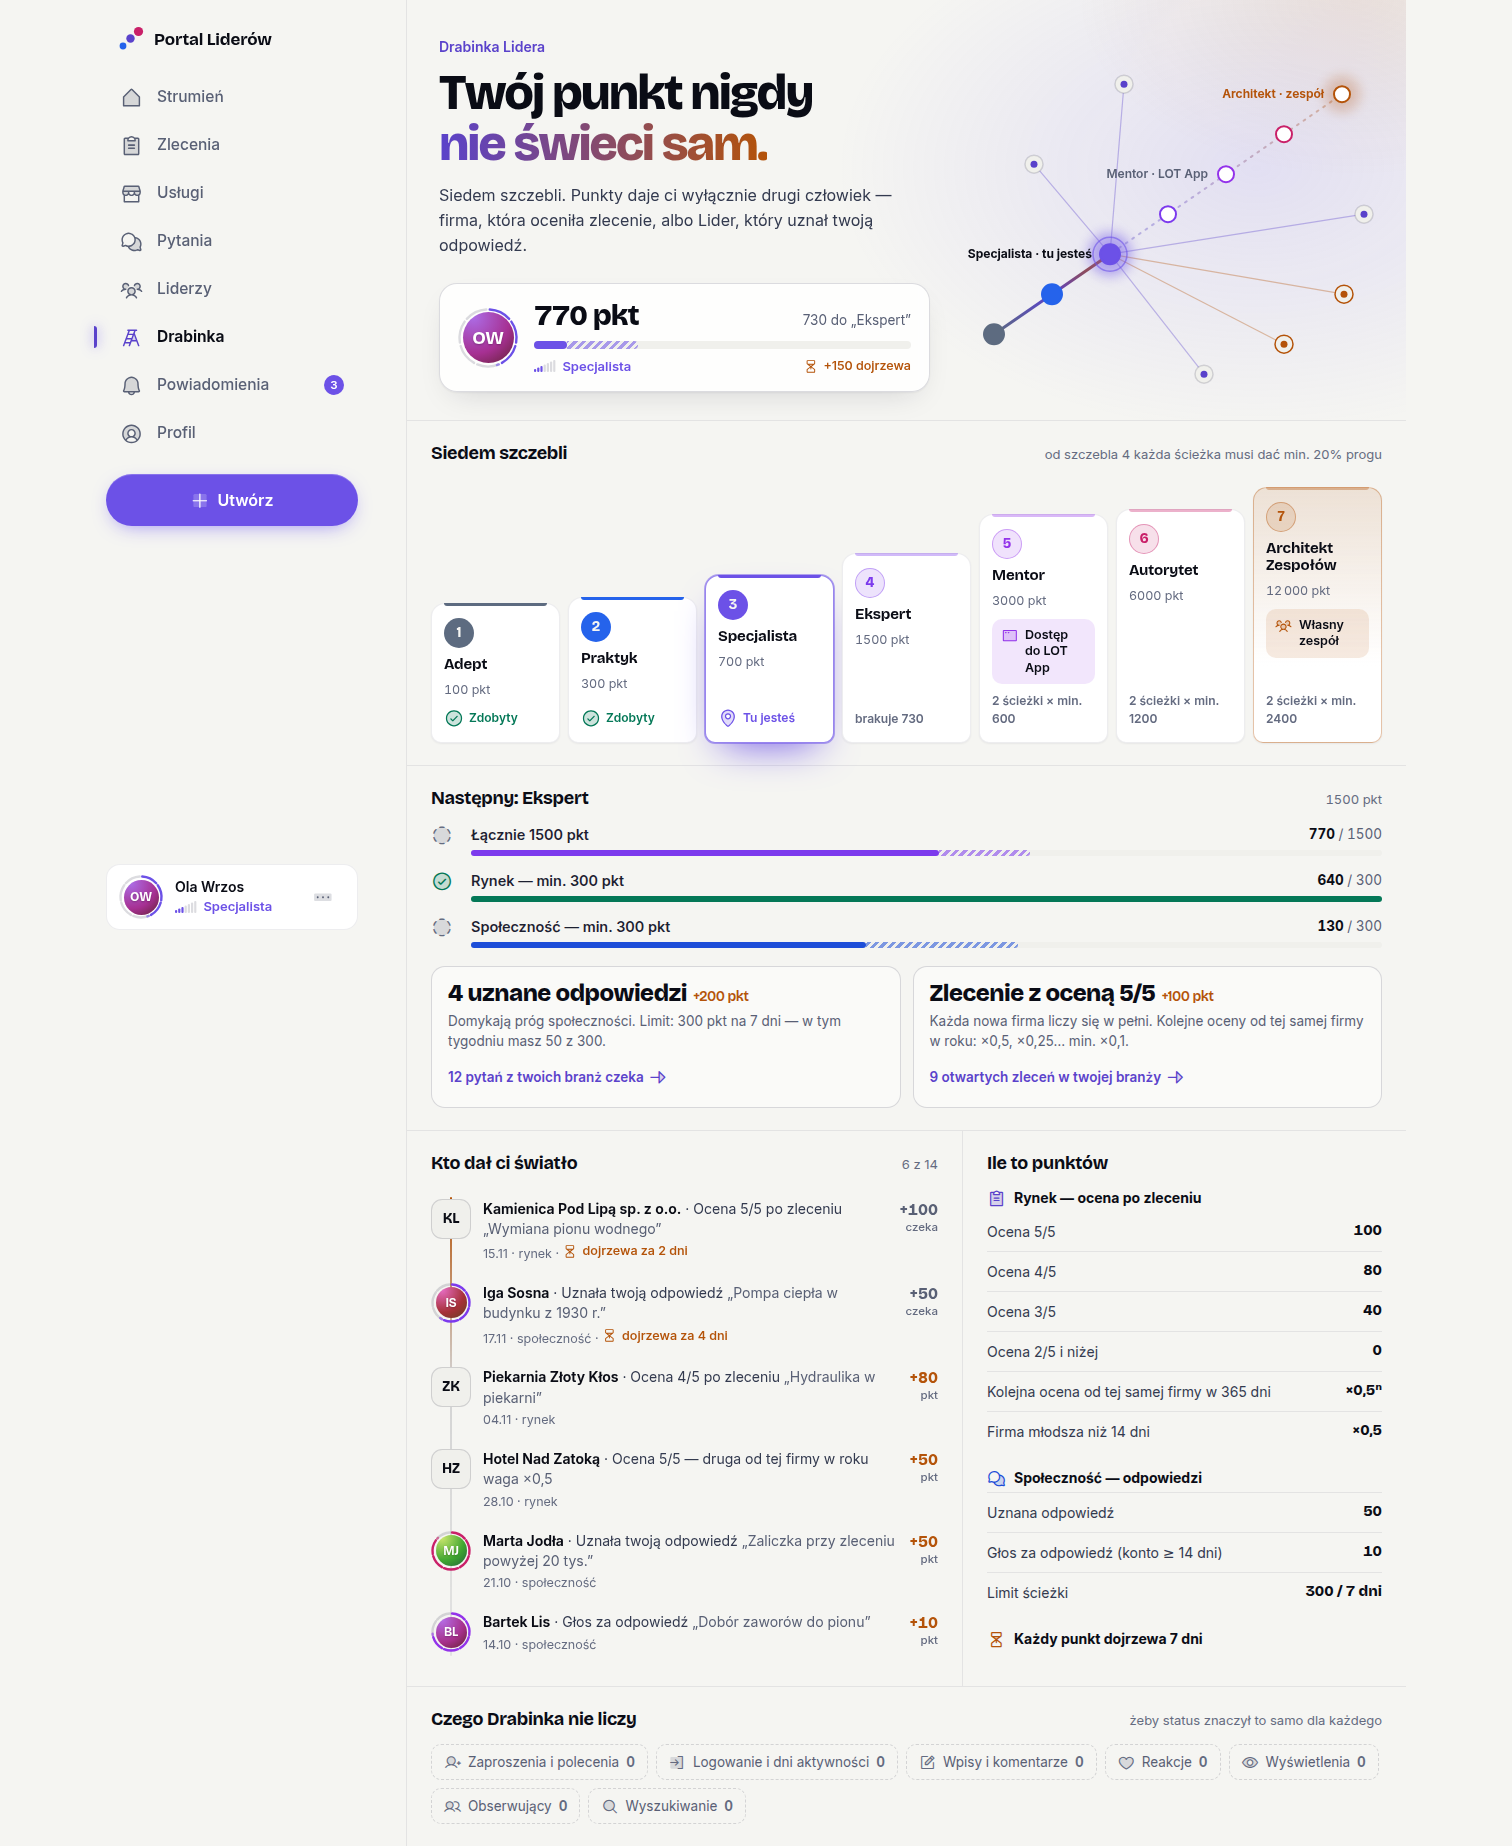 Portal Liderów
Strumień
Zlecenia
Usługi
Pytania
Liderzy
Drabinka
Powiadomienia 3
Profil
Utwórz
OW
Ola Wrzos
Specjalista
Drabinka Lidera
Twój punkt nigdy
nie świeci sam.
Siedem szczebli. Punkty daje ci wyłącznie drugi człowiek —
firma, która oceniła zlecenie, albo Lider, który uznał twoją
odpowiedź.
OW
770 pkt
730 do „Ekspert”
Specjalista
+150 dojrzewa
Architekt · zespół
Mentor · LOT App
Specjalista · tu jesteś
Siedem szczebli
od szczebla 4 każda ścieżka musi dać min. 20% progu
1
Adept
100 pkt
Zdobyty
2
Praktyk
300 pkt
Zdobyty
3
Specjalista
700 pkt
Tu jesteś
4
Ekspert
1500 pkt
brakuje 730
5
Mentor
3000 pkt
Dostęp
do LOT
App
2 ścieżki × min.
600
6
Autorytet
6000 pkt
2 ścieżki × min.
1200
7
Architekt
Zespołów
12 000 pkt
Własny
zespół
2 ścieżki × min.
2400
Następny: Ekspert
1500 pkt
Łącznie 1500 pkt
770 / 1500
Rynek — min. 300 pkt
640 / 300
Społeczność — min. 300 pkt
130 / 300
4 uznane odpowiedzi +200 pkt
Domykają próg społeczności. Limit: 300 pkt na 7 dni — w tym
tygodniu masz 50 z 300.
12 pytań z twoich branż czeka
Zlecenie z oceną 5/5 +100 pkt
Każda nowa firma liczy się w pełni. Kolejne oceny od tej samej firmy
w roku: ×0,5, ×0,25… min. ×0,1.
9 otwartych zleceń w twojej branży
Kto dał ci światło
6 z 14
KL
Kamienica Pod Lipą sp. z o.o. · Ocena 5/5 po zleceniu
„Wymiana pionu wodnego”
15.11 · rynek · dojrzewa za 2 dni
+100
czeka
IS
Iga Sosna · Uznała twoją odpowiedź „Pompa ciepła w
budynku z 1930 r.”
17.11 · społeczność · dojrzewa za 4 dni
+50
czeka
ZK
Piekarnia Złoty Kłos · Ocena 4/5 po zleceniu „Hydraulika w
piekarni”
04.11 · rynek
+80
pkt
HZ
Hotel Nad Zatoką · Ocena 5/5 — druga od tej firmy w roku
waga ×0,5
28.10 · rynek
+50
pkt
MJ
Marta Jodła · Uznała twoją odpowiedź „Zaliczka przy zleceniu
powyżej 20 tys.”
21.10 · społeczność
+50
pkt
BL
Bartek Lis · Głos za odpowiedź „Dobór zaworów do pionu”
14.10 · społeczność
+10
pkt
Ile to punktów
Rynek — ocena po zleceniu
Ocena 5/5 100
Ocena 4/5 80
Ocena 3/5 40
Ocena 2/5 i niżej 0
Kolejna ocena od tej samej firmy w 365 dni ×0,5ⁿ
Firma młodsza niż 14 dni ×0,5
Społeczność — odpowiedzi
Uznana odpowiedź 50
Głos za odpowiedź (konto ≥ 14 dni) 10
Limit ścieżki 300 / 7 dni
Każdy punkt dojrzewa 7 dni
Czego Drabinka nie liczy
żeby status znaczył to samo dla każdego
Zaproszenia i polecenia 0
Logowanie i dni aktywności 0
Wpisy i komentarze 0
Reakcje 0
Wyświetlenia 0
Obserwujący 0
Wyszukiwanie 0